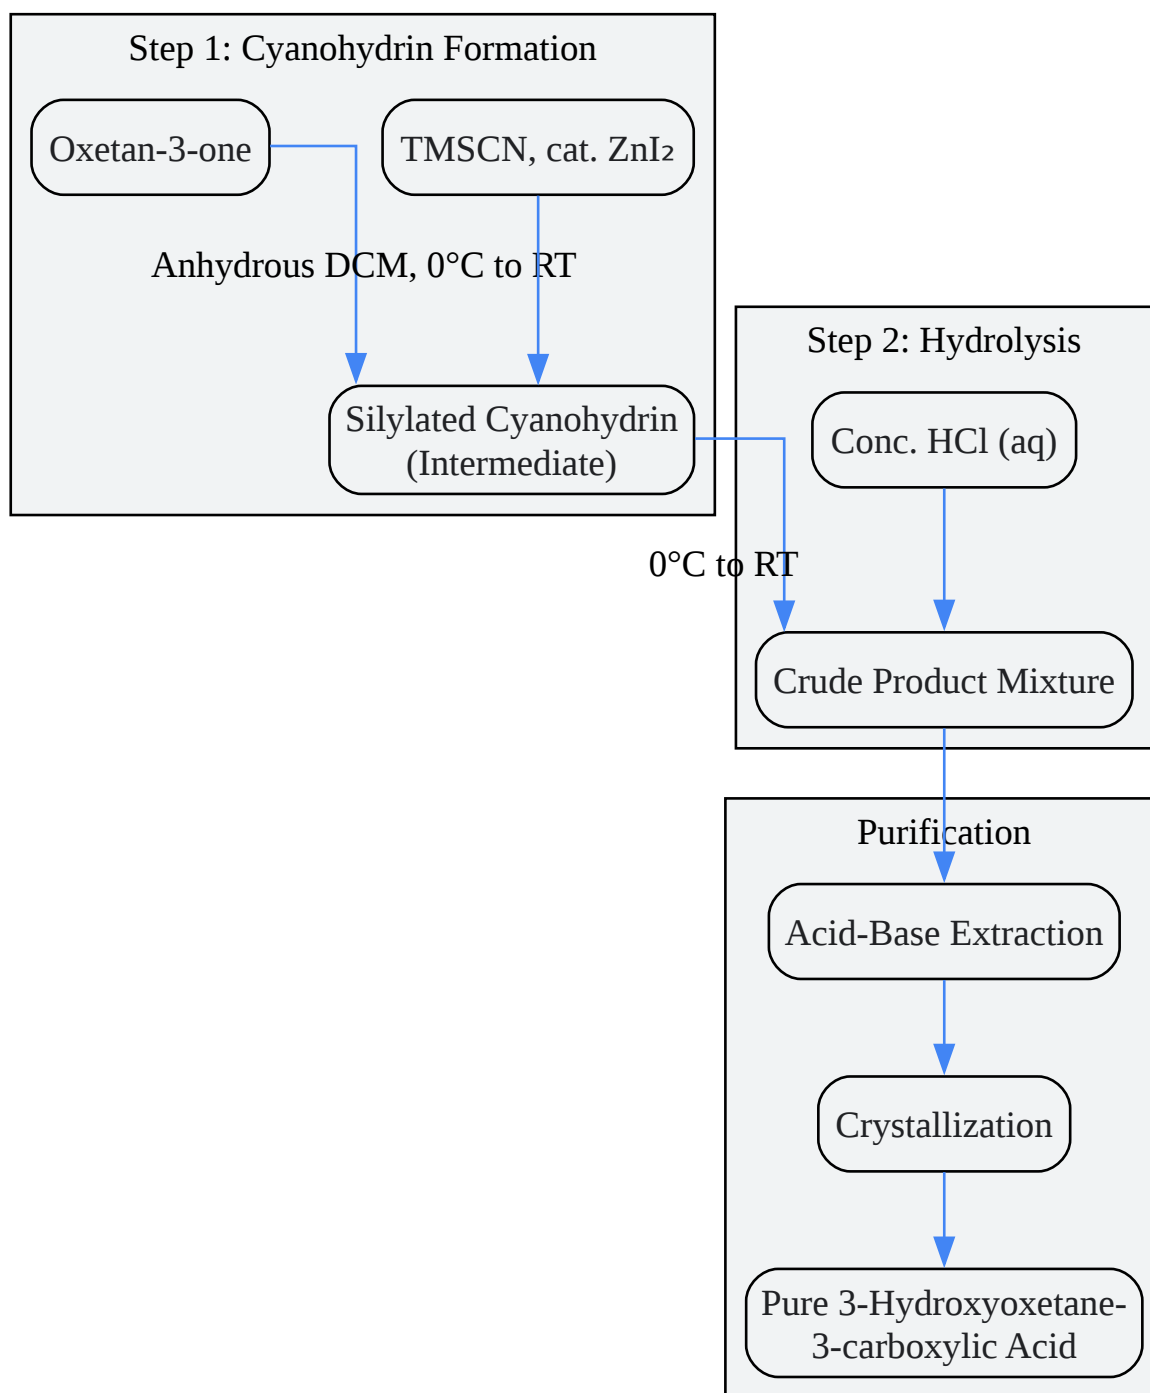 Step 1: Cyanohydrin Formation
Oxetan-3-one
TMSCN, cat. ZnI₂
Anhydrous DCM, 0°C to RT
Silylated Cyanohydrin
(Intermediate)
Step 2: Hydrolysis
Conc. HCl (aq)
0°C to RT
Crude Product Mixture
Purification
Acid-Base Extraction
Crystallization
Pure 3-Hydroxyoxetane-
3-carboxylic Acid